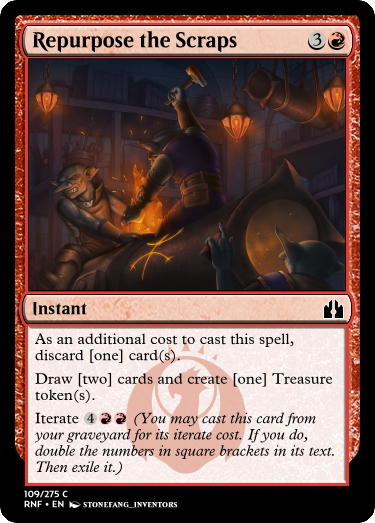 Repurpose the Scraps 3
Instant
As an additional cost to cast this spell,
discard [one] card(s).
Draw [two] cards and create [one] Treasure
token(s).
Iterate 4 (You may cast this card from
your graveyard for its iterate cost. If you do,
double the numbers in square brackets in its text.
Then exile it.)
109/275 C
RNF • EN STONEFANG_INVENTORS